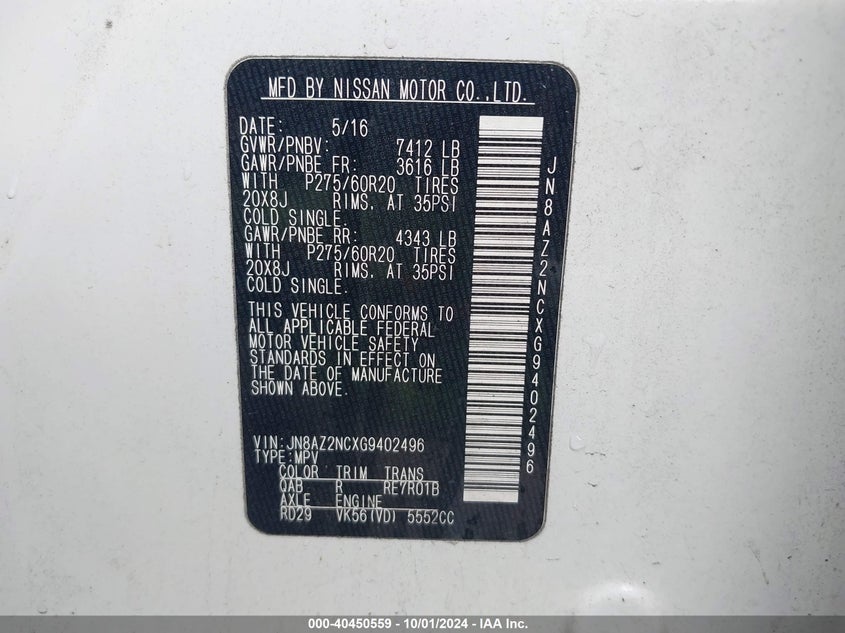 MFD BY NISSAN MOTOR CO.,LTD.
DATE: 5/16
GVWR/PNBV: 7412 LB
GAWR/PNBE FR: 3616 LB
WITH P275/60R20 TIRES
20X8J RIMS. AT 35PSI
COLD SINGLE.
GAWR/PNBE RR: 4343 LB
WITH P275/60R20 TIRES
20X8J RIMS. AT 35PSI
COLD SINGLE.
THIS VEHICLE CONFORMS TO
ALL APPLICABLE FEDERAL
MOTOR VEHICLE SAFETY
STANDARDS IN EFFECT ON
THE DATE OF MANUFACTURE
SHOWN ABOVE.
VIN:JN8AZ2NCXG9402496
TYPE:MPV
COLOR TRIM TRANS
QAB R RE7R01B
AXLE ENGINE
RD29 VK56(VD) 5552CC
JN8AZ2NCXG9402496
000-40450559 - 10/01/2024 - IAA Inc.